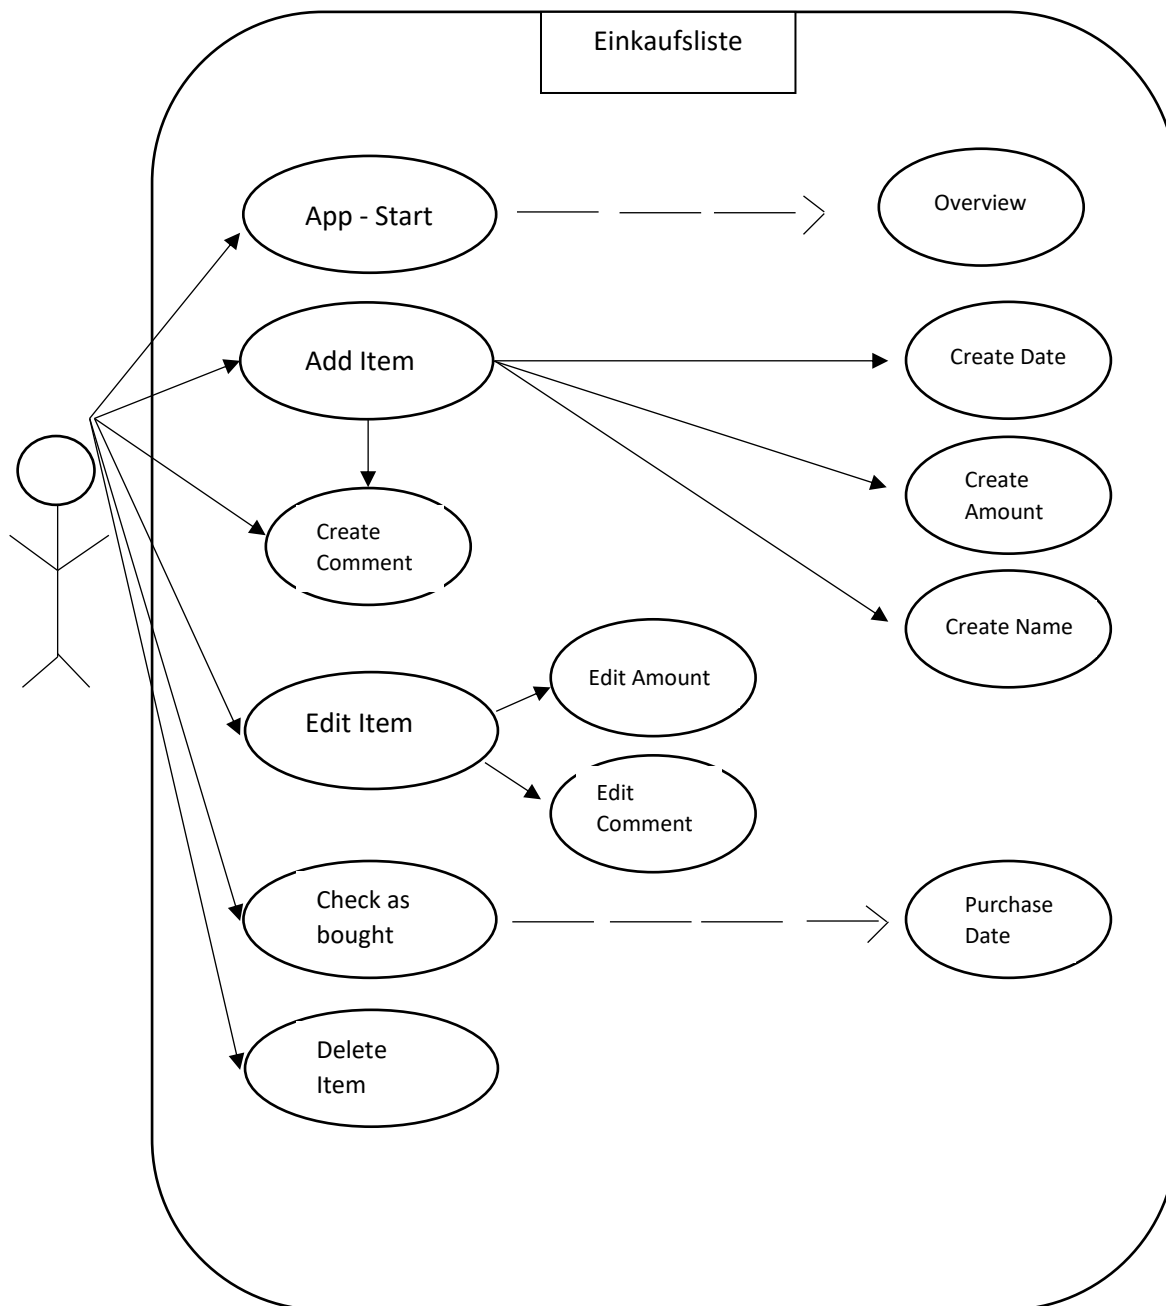 Einkaufsliste
App - Start
Overview
Add Item
Create Date
Create
Amount
Create
Comment
Create Name
Edit Amount
Edit Item
Edit
Comment
Check as
bought
Purchase
Date
Delete
Item